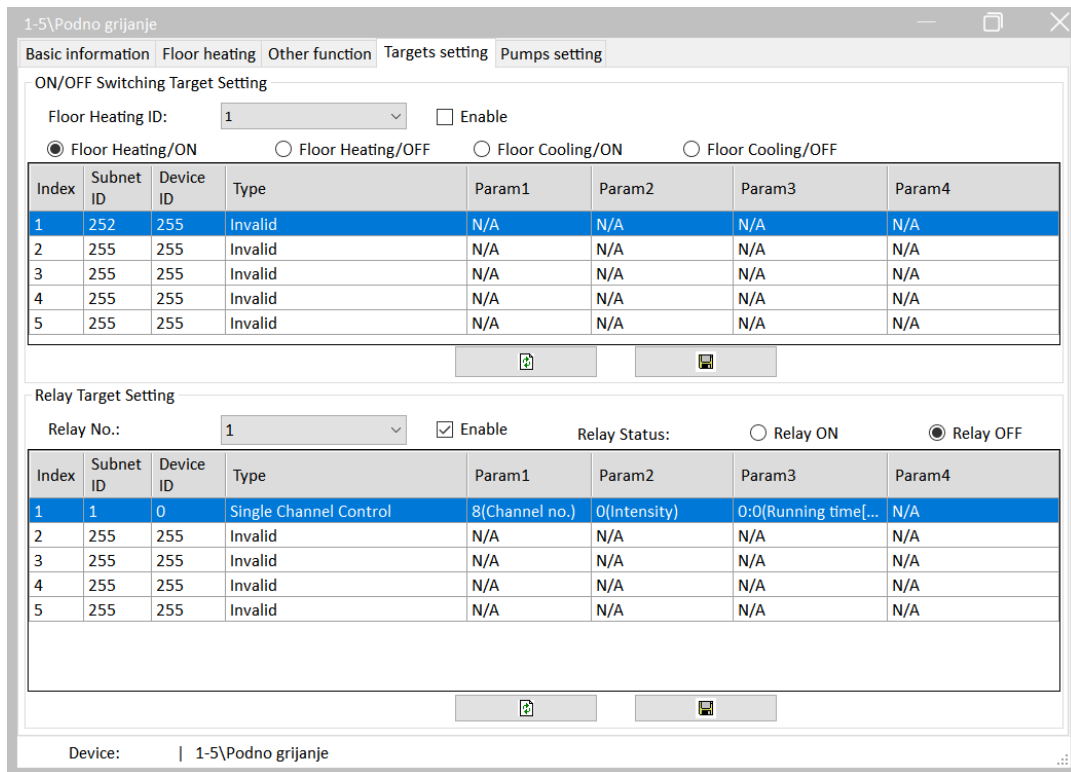 1-5\Podno grijanje
Basic information Floor heating Other function Targets setting Pumps setting
ON/OFF Switching Target Setting
Floor Heating ID: 1 Enable
Floor Heating/ON Floor Heating/OFF Floor Cooling/ON Floor Cooling/OFF
Index Subnet ID Device ID Type Param1 Param2 Param3 Param4
1 252 255 Invalid N/A N/A N/A N/A
2 255 255 Invalid N/A N/A N/A N/A
3 255 255 Invalid N/A N/A N/A N/A
4 255 255 Invalid N/A N/A N/A N/A
5 255 255 Invalid N/A N/A N/A N/A
Relay Target Setting
Relay No.: 1 Enable Relay Status: Relay ON Relay OFF
Index Subnet ID Device ID Type Param1 Param2 Param3 Param4
1 1 0 Single Channel Control 8(Channel no.) 0(Intensity) 0:0(Running time[... N/A
2 255 255 Invalid N/A N/A N/A N/A
3 255 255 Invalid N/A N/A N/A N/A
4 255 255 Invalid N/A N/A N/A N/A
5 255 255 Invalid N/A N/A N/A N/A
Device: | 1-5\Podno grijanje